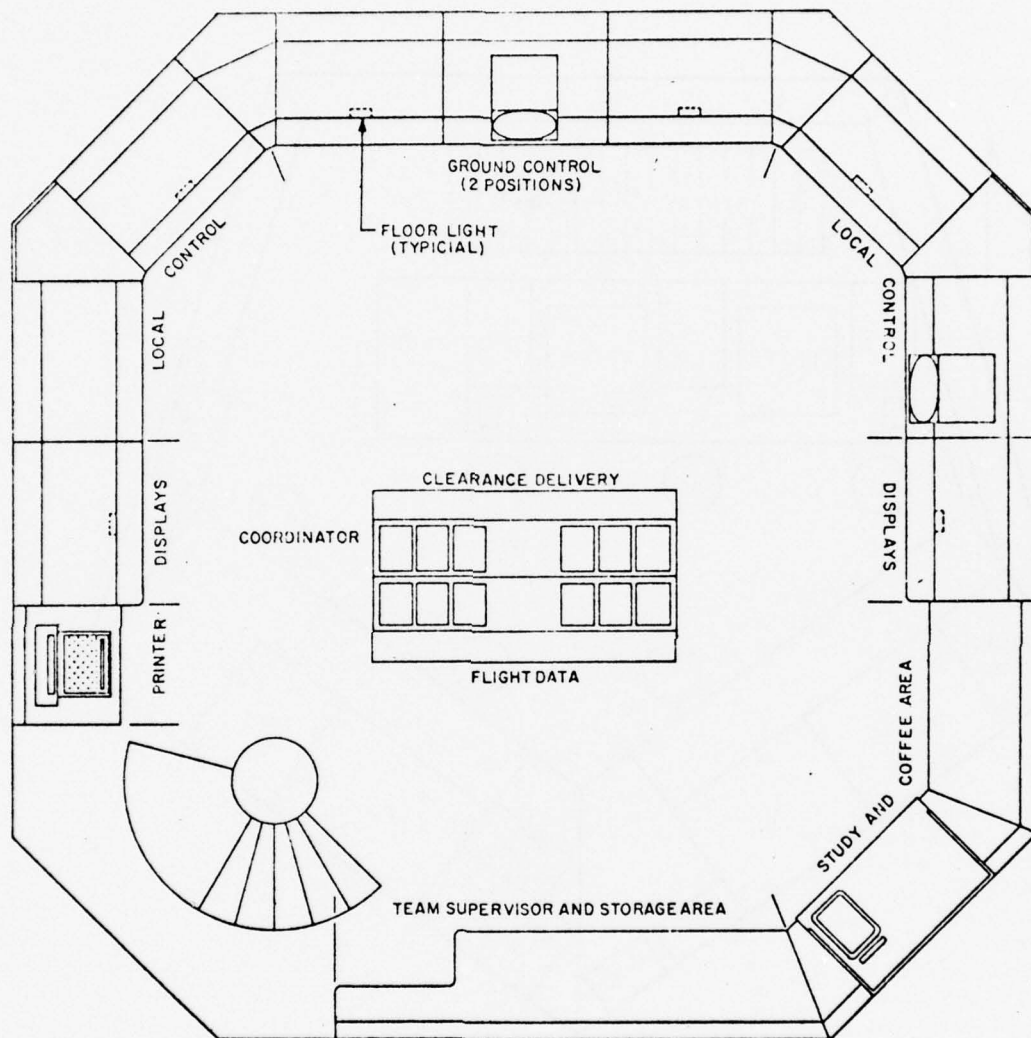 GROUND CONTROL
(2 POSITIONS)
FLOOR LIGHT
(TYPICIAL)
LOCAL CONTROL
LOCAL CONTROL
CLEARANCE DELIVERY
DISPLAYS
COORDINATOR
DISPLAYS
PRINTER
FLIGHT DATA
STUDY AND COFFEE AREA
TEAM SUPERVISOR AND STORAGE AREA